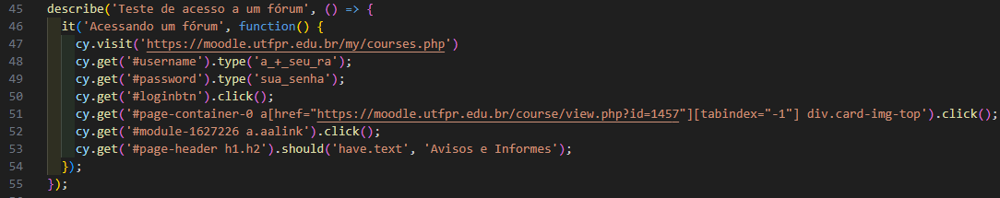 45 describe('Teste de acesso a um fórum', () => {
46 it('Acessando um fórum', function() {
47 cy.visit('https://moodle.utfpr.edu.br/my/courses.php')
48 cy.get('#username').type('a_+_seu_ra');
49 cy.get('#password').type('sua_senha');
50 cy.get('#loginbtn').click();
51 cy.get('#page-container-0 a[href="https://moodle.utfpr.edu.br/course/view.php?id=1457"][tabindex="-1"] div.card-img-top').click();
52 cy.get('#module-1627226 a.aalink').click();
53 cy.get('#page-header h1.h2').should('have.text', 'Avisos e Informes');
54 });
55 });